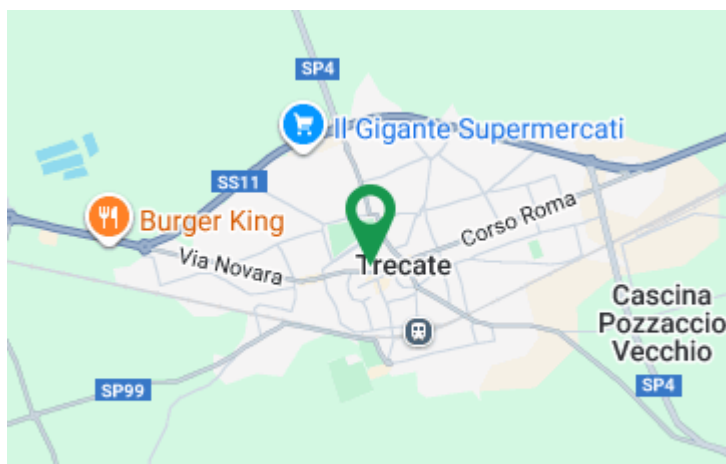 SP4
Il Gigante Supermercati
SS11
Burger King
Corso Roma
Via Novara
Trecate
Cascina
Pozzaccio
Vecchio
SP99
SP4